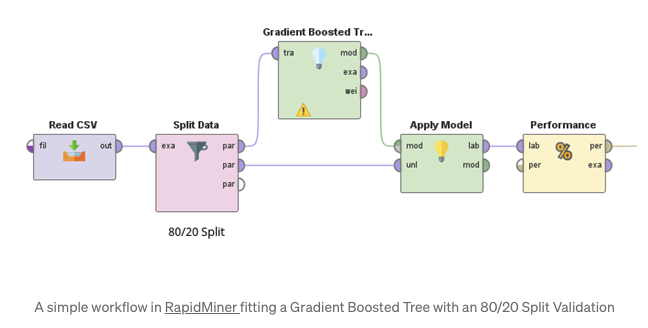 Gradient Boosted Tr...
tra mod
exa
wei
Read CSV
fil out
Split Data
exa par
par
par
80/20 Split
Apply Model
mod lab
unl mod
Performance
lab per
per exa
%
A simple workflow in RapidMiner fitting a Gradient Boosted Tree with an 80/20 Split Validation